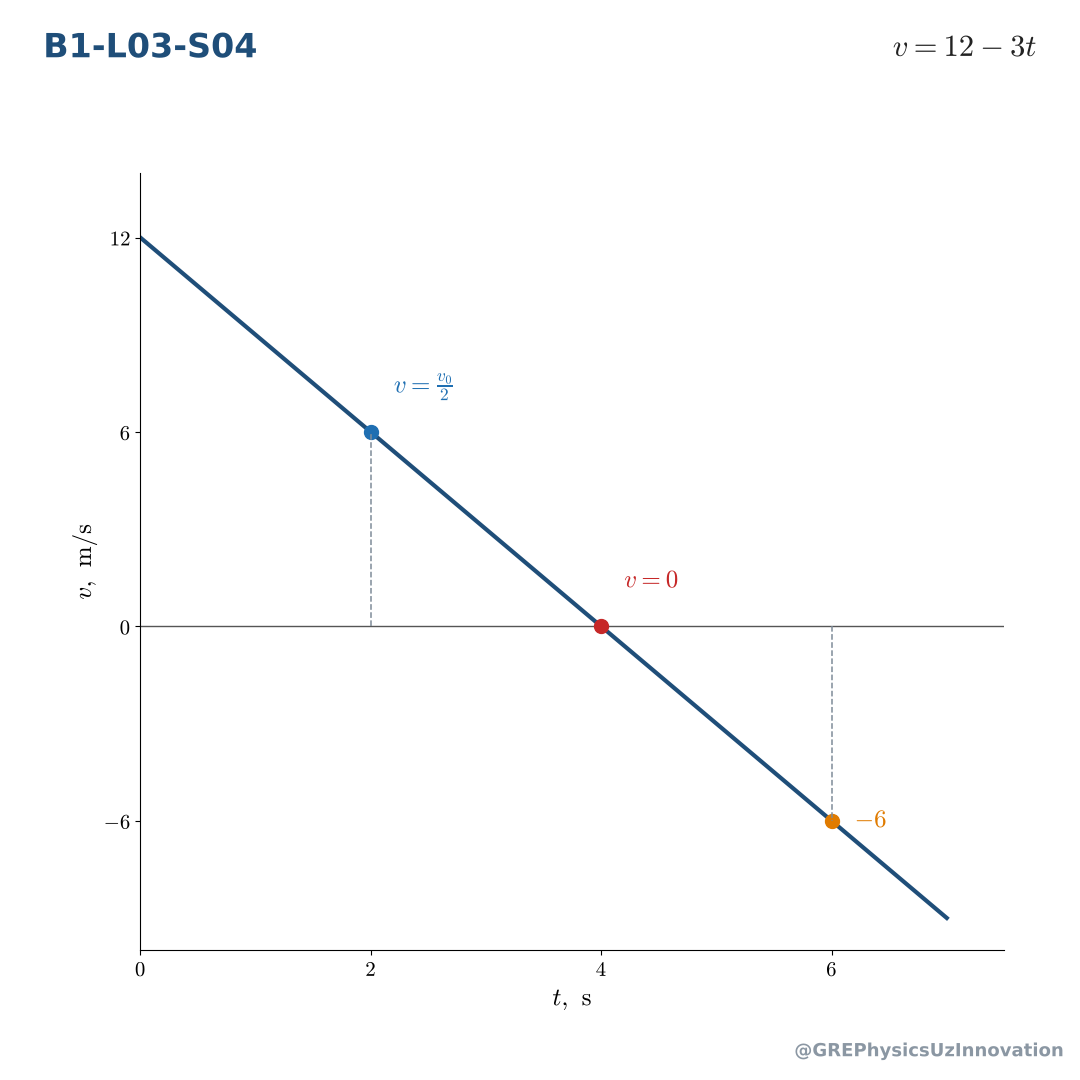 B1-L03-S04
v = 12 − 3t
12
v = v₀/2
6
v, m/s
v = 0
0
−6
−6
0 2 4 6
t, s
@GREPhysicsUzInnovation